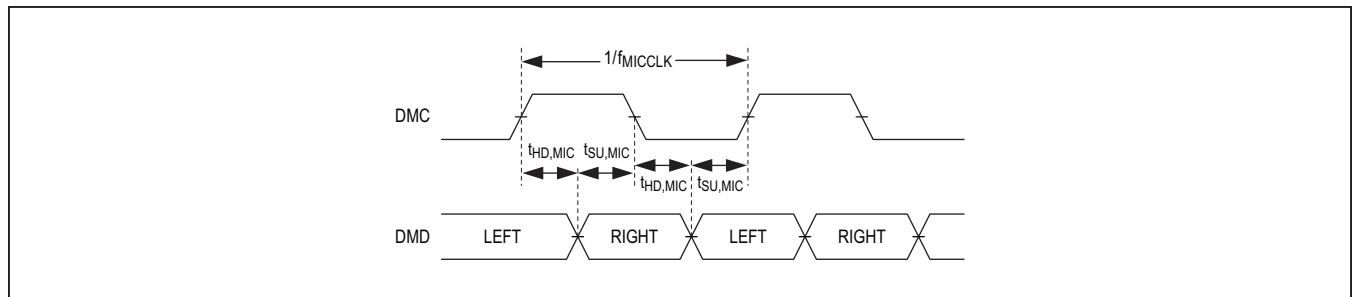 1/fMICCLK
DMC
tHD,MIC tSU,MIC
tHD,MIC tSU,MIC
DMD LEFT RIGHT LEFT RIGHT